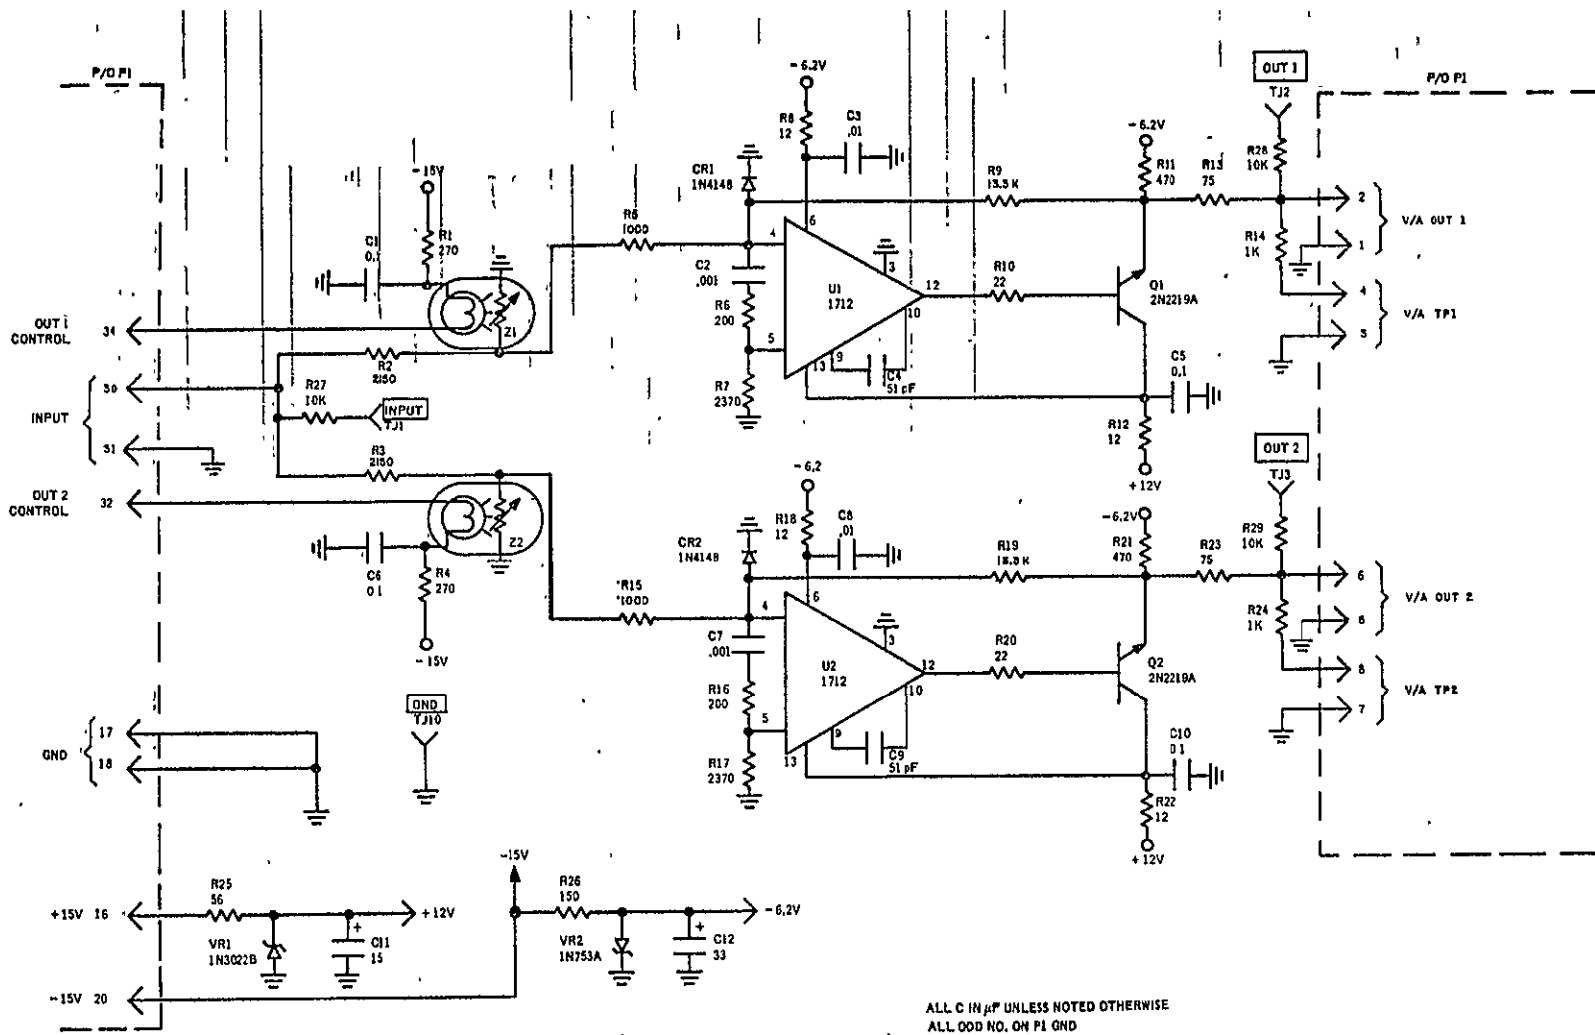 P/O P1
OUT 1
CONTROL
34
30
INPUT
31
OUT 2
CONTROL
32
-15V
R1
270
C1
Z1
R2
2150
R27
10K
INPUT
TJ1
R3
2150
Z2
C6
R4
270
-15V
GND
TJ10
17
GND
18
+15V 16
R25
56
+12V
VR1
1N3022B
C11
+
15
-15V 20
-15V
R26
150
-6.2V
VR2
1N753A
C12
+
33
-6.2V
R8
12
C3
.01
CR1
1N4148
R5
1000
C2
.001
R6
200
R7
2370
4
5
6
U1
1712
3
12
10
9
13
C4
51 pF
R9
R10
22
-6.2V
R11
470
R13
75
Q1
2N2219A
C5
0.1
R12
12
+12V
OUT 1
TJ2
R28
10K
R14
1K
P/O P1
2
1
V/A OUT 1
4
3
V/A TP1
-6.2
R18
12
C8
.01
CR2
1N4148
*R15
C7
.001
R16
200
R17
2370
4
5
6
U2
1712
3
12
10
9
13
C9
51 pF
R19
R20
22
-6.2V
R21
470
R23
75
Q2
2N2219A
C10
R22
12
+12V
OUT 2
TJ3
R29
10K
R24
1K
6
V/A OUT 2
8
7
V/A TP2
ALL C IN µF UNLESS NOTED OTHERWISE
ALL ODD NO. ON P1 GND